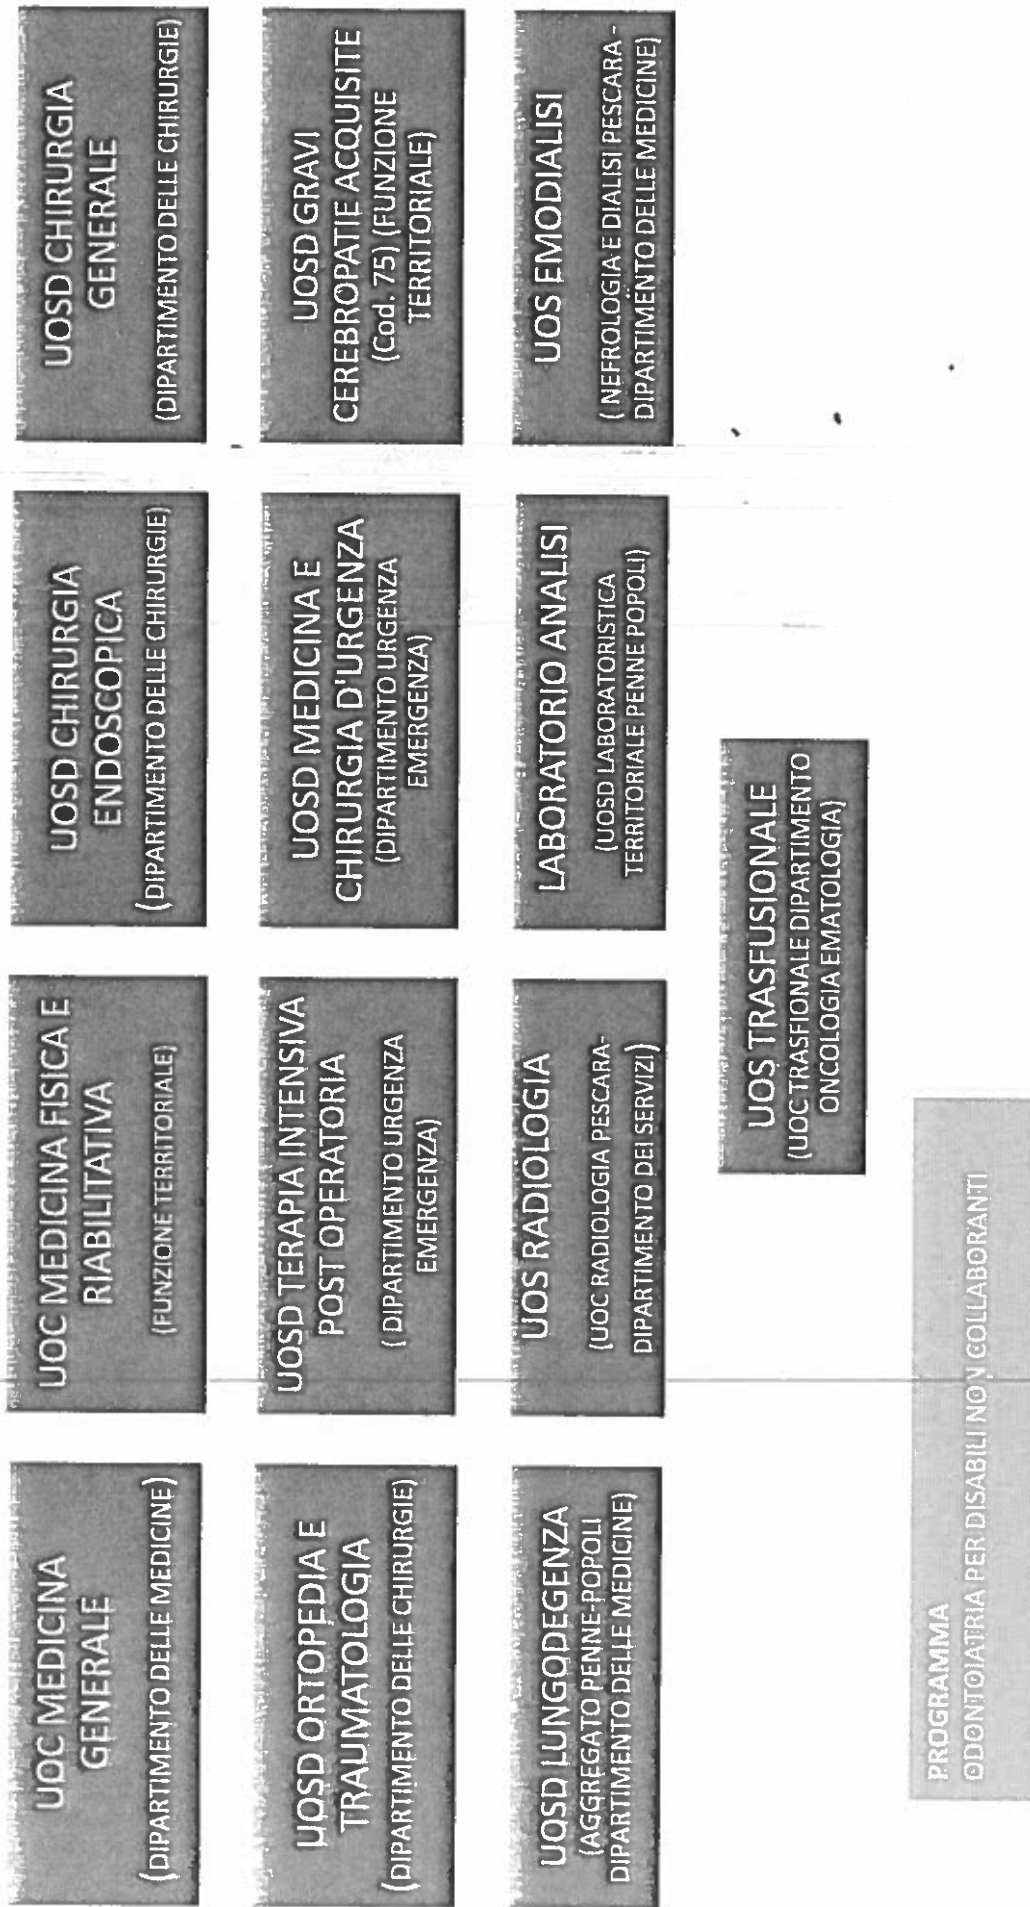 UOC MEDICINA
GENERALE
(DIPARTIMENTO DELLE MEDICINE)
UOC MEDICINA FISICA E
RIABILITATIVA
(FUNZIONE TERRITORIALE)
UOSD CHIRURGIA
ENDOSCOPICA
(DIPARTIMENTO DELLE CHIRURGIE)
UOSD CHIRURGIA
GENERALE
(DIPARTIMENTO DELLE CHIRURGIE)
UOSD ORTOPEDIA E
TRAUMATOLOGIA
(DIPARTIMENTO DELLE CHIRURGIE)
UOSD TERAPIA INTENSIVA
POST OPERATORIA
( DIPARTIMENTO URGENZA
EMERGENZA)
UOSD MEDICINA E
CHIRURGIA D'URGENZA
(DIPARTIMENTO URGENZA
EMERGENZA)
UOSD GRAVI
CEREBROPATIE ACQUISITE
(Cod. 75) (FUNZIONE
TERRITORIALE)
UOSD LUNGODEGENZA
(AGGREGATO PENNE-POPOLI
DIPARTIMENTO DELLE MEDICINE)
UOS RADIOLOGIA
(UOC RADIOLOGIA PESCARA-
DIPARTIMENTO DEI SERVIZI)
LABORATORIO ANALISI
(UOSD LABORATORISTICA
TERRITORIALE PENNE POPOLI)
UOS EMODIALISI
( NEFROLOGIA E DIALISI PESCARA -
DIPARTIMENTO DELLE MEDICINE)
UOS TRASFUSIONALE
(UOC TRASFIONALE DIPARTIMENTO
ONCOLOGIA EMATOLOGIA)
PROGRAMMA
ODONTOIATRIA PER DISABILI NON COLLABORANTI